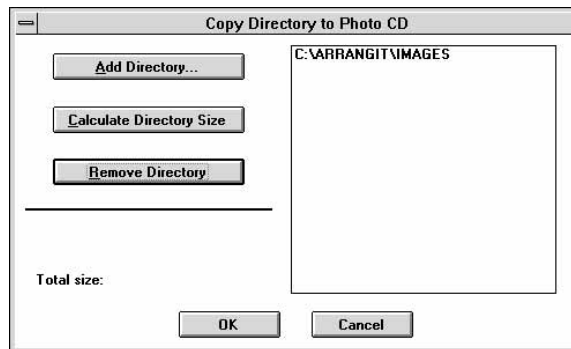 Copy Directory to Photo CD
Add Directory...
C:\ARRANGIT\IMAGES
Calculate Directory Size
Remove Directory
Total size:
OK
Cancel